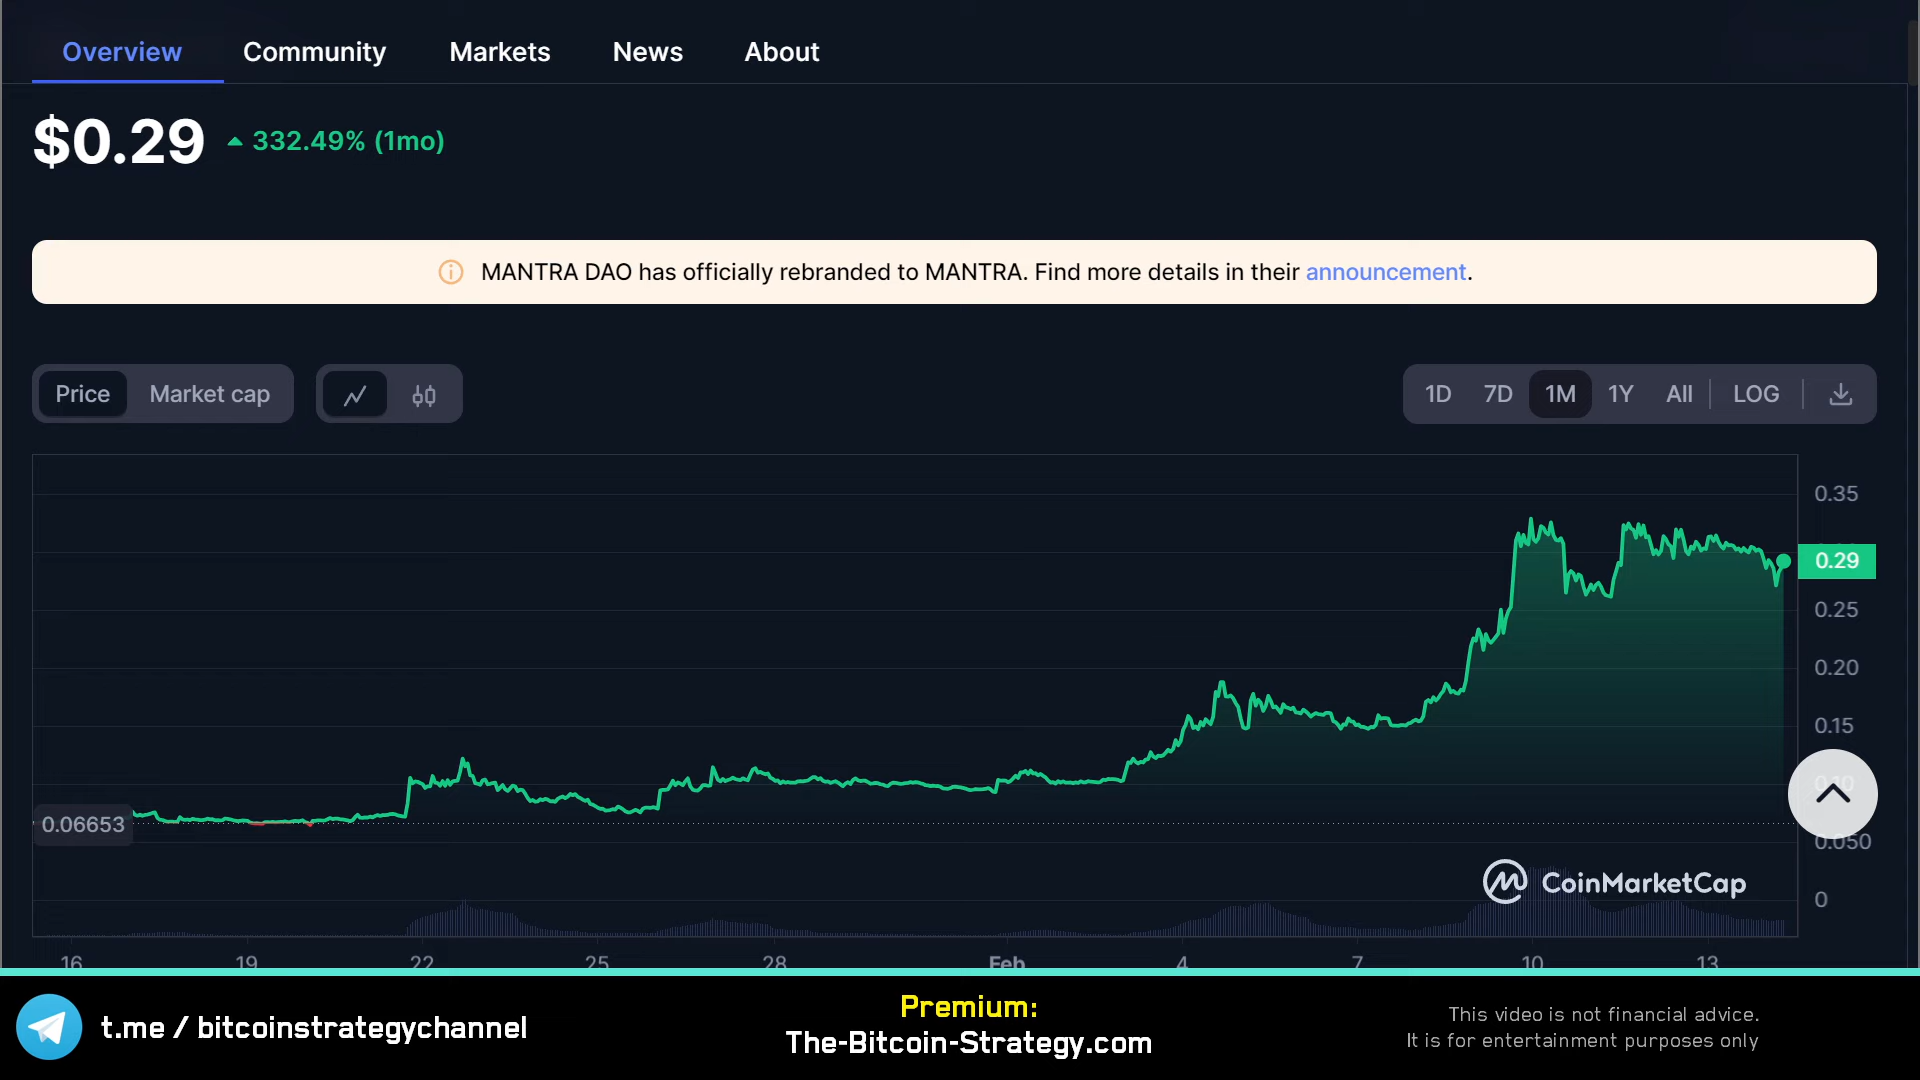 Overview Community Markets News About
$0.29 332.49% (1mo)
MANTRA DAO has officially rebranded to MANTRA. Find more details in their announcement.
Price Market cap 1D 7D 1M 1Y All LOG
0.35
0.29
0.25
0.20
0.15
0.10
0.06653
0.050
CoinMarketCap
0
16 19 22 25 28 Feb 4 7 10 13
Premium:
t.me / bitcoinstrategychannel
The-Bitcoin-Strategy.com
This video is not financial advice.
It is for entertainment purposes only